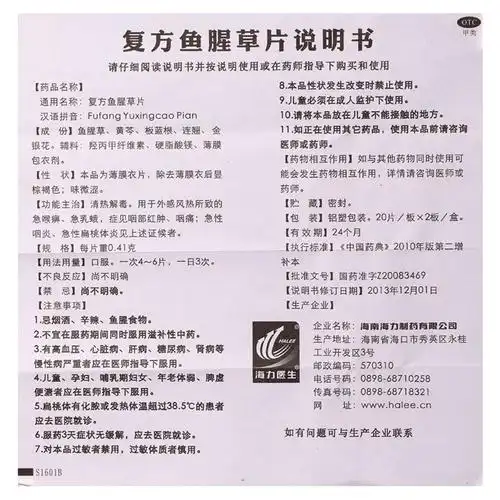 复方鱼腥草片说明书
OTC
甲类
请仔细阅读说明书并按说明使用或在药师指导下购买和使用
【药品名称】
通用名称：复方鱼腥草片
汉语拼音：Fufang Yuxingcao Pian
【成 份】鱼腥草、黄芩、板蓝根、连翘、金
银花。辅料：羟丙甲纤维素、硬脂酸镁、薄膜
包衣剂。
【性 状】本品为薄膜衣片，除去薄膜衣后显
棕褐色；味微涩。
【功能主治】清热解毒。用于外感风热所致的
急喉痹、急乳蛾，症见咽部红肿、咽痛；急性
咽炎、急性扁桃体炎见上述证候者。
【规 格】每片重0.41克
【用法用量】口服。一次4~6片，一日3次。
【不良反应】尚不明确
【禁 忌】尚不明确。
【注意事项】
1.忌烟酒、辛辣、鱼腥食物。
2.不宜在服药期间同时服用滋补性中药。
3.有高血压、心脏病、肝病、糖尿病、肾病等
慢性病严重者应在医师指导下服用。
4.儿童、孕妇、哺乳期妇女、年老体弱、脾虚
便溏者应在医师指导下服用。
5.扁桃体有化脓或发热体温超过38.5℃的患者
应去医院就诊。
6.服药3天症状无缓解，应去医院就诊。
7.对本品过敏者禁用，过敏体质者慎用。
S1601B
8.本品性状发生改变时禁止使用。
9.儿童必须在成人监护下使用。
10.请将本品放在儿童不能接触的地方。
11.如正在使用其它药品，使用本品前请咨询
医师或药师。
【药物相互作用】如与其他药物同时使用可
能会发生药物相互作用，详情请咨询医师或
药师。
【贮 藏】密封。
【包 装】铝塑包装。20片／板×2板／盒。
【有 效 期】24个月
【执行标准】《中国药典》2010年版第二增
补本
【批准文号】国药准字Z20083469
【说明书修订日期】2013年12月01日
【生产企业】
HALEE
海力医生
企业名称：海南海力制药有限公司
生产地址：海南省海口市秀英区永桂
工业开发区3号
邮政编码：570310
电话号码：0898-68710258
传真号码：0898-68718321
网 址：www.halee.cn
如有问题可与生产企业联系